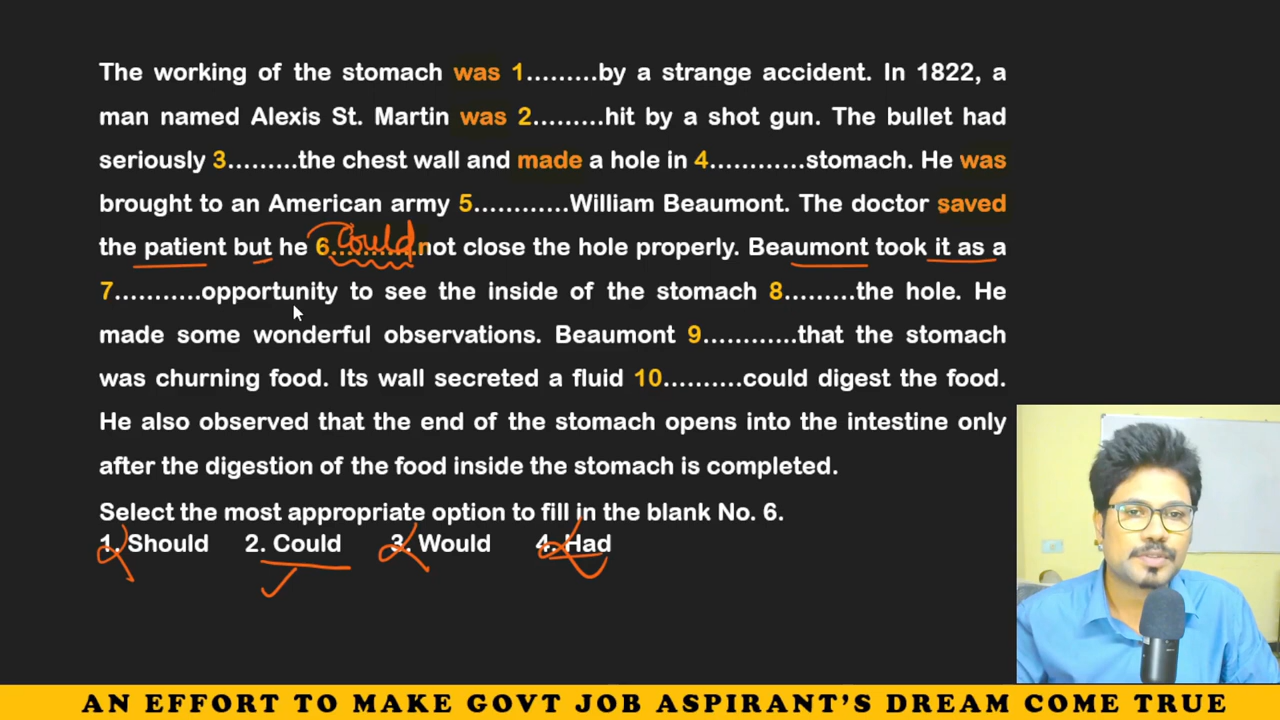 The working of the stomach was 1.........by a strange accident. In 1822, a
man named Alexis St. Martin was 2.........hit by a shot gun. The bullet had
seriously 3.........the chest wall and made a hole in 4............stomach. He was
brought to an American army 5............William Beaumont. The doctor saved
the patient but he 6...........could not close the hole properly. Beaumont took it as a
7...........opportunity to see the inside of the stomach 8.........the hole. He
made some wonderful observations. Beaumont 9............that the stomach
was churning food. Its wall secreted a fluid 10..........could digest the food.
He also observed that the end of the stomach opens into the intestine only
after the digestion of the food inside the stomach is completed.
Select the most appropriate option to fill in the blank No. 6.
1. Should 2. Could 3. Would 4. Had
AN EFFORT TO MAKE GOVT JOB ASPIRANT'S DREAM COME TRUE